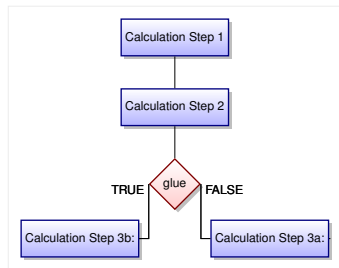 Calculation Step 1
Calculation Step 2
glue
TRUE
FALSE
Calculation Step 3b:
Calculation Step 3a: